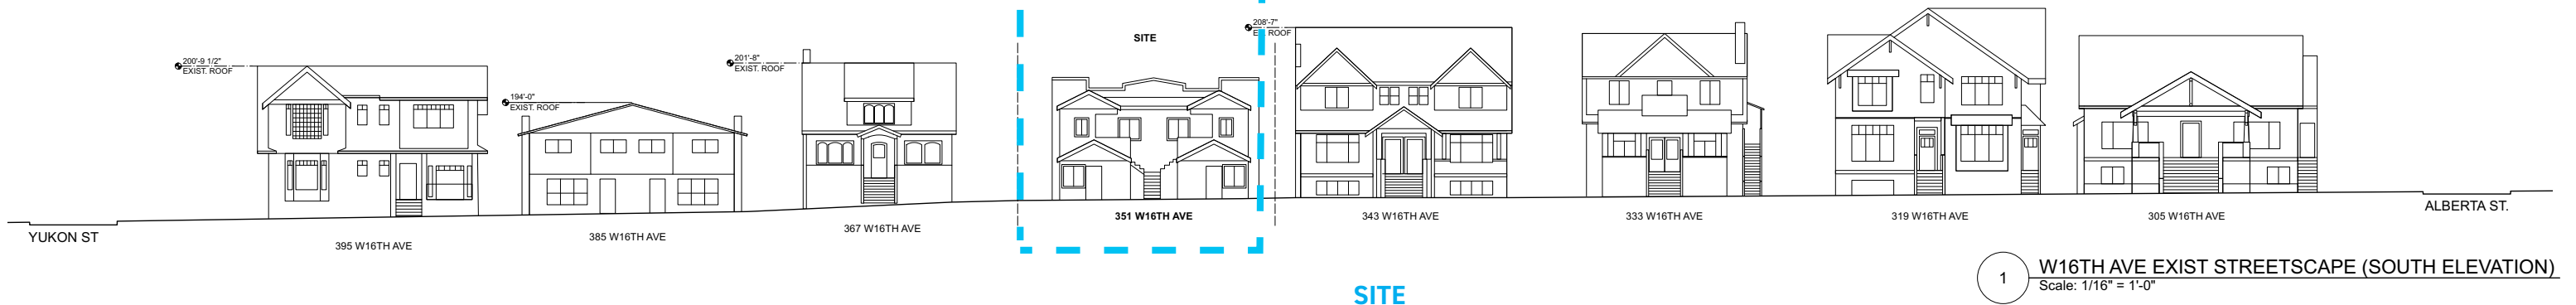 SITE
200'-9 1/2"
EXIST. ROOF
194'-0"
EXIST. ROOF
201'-8"
EXIST. ROOF
208'-7"
ROOF
YUKON ST
395 W16TH AVE
385 W16TH AVE
367 W16TH AVE
351 W16TH AVE
343 W16TH AVE
333 W16TH AVE
319 W16TH AVE
305 W16TH AVE
ALBERTA ST.
SITE
1
W16TH AVE EXIST STREETSCAPE (SOUTH ELEVATION)
Scale: 1/16" = 1'-0"